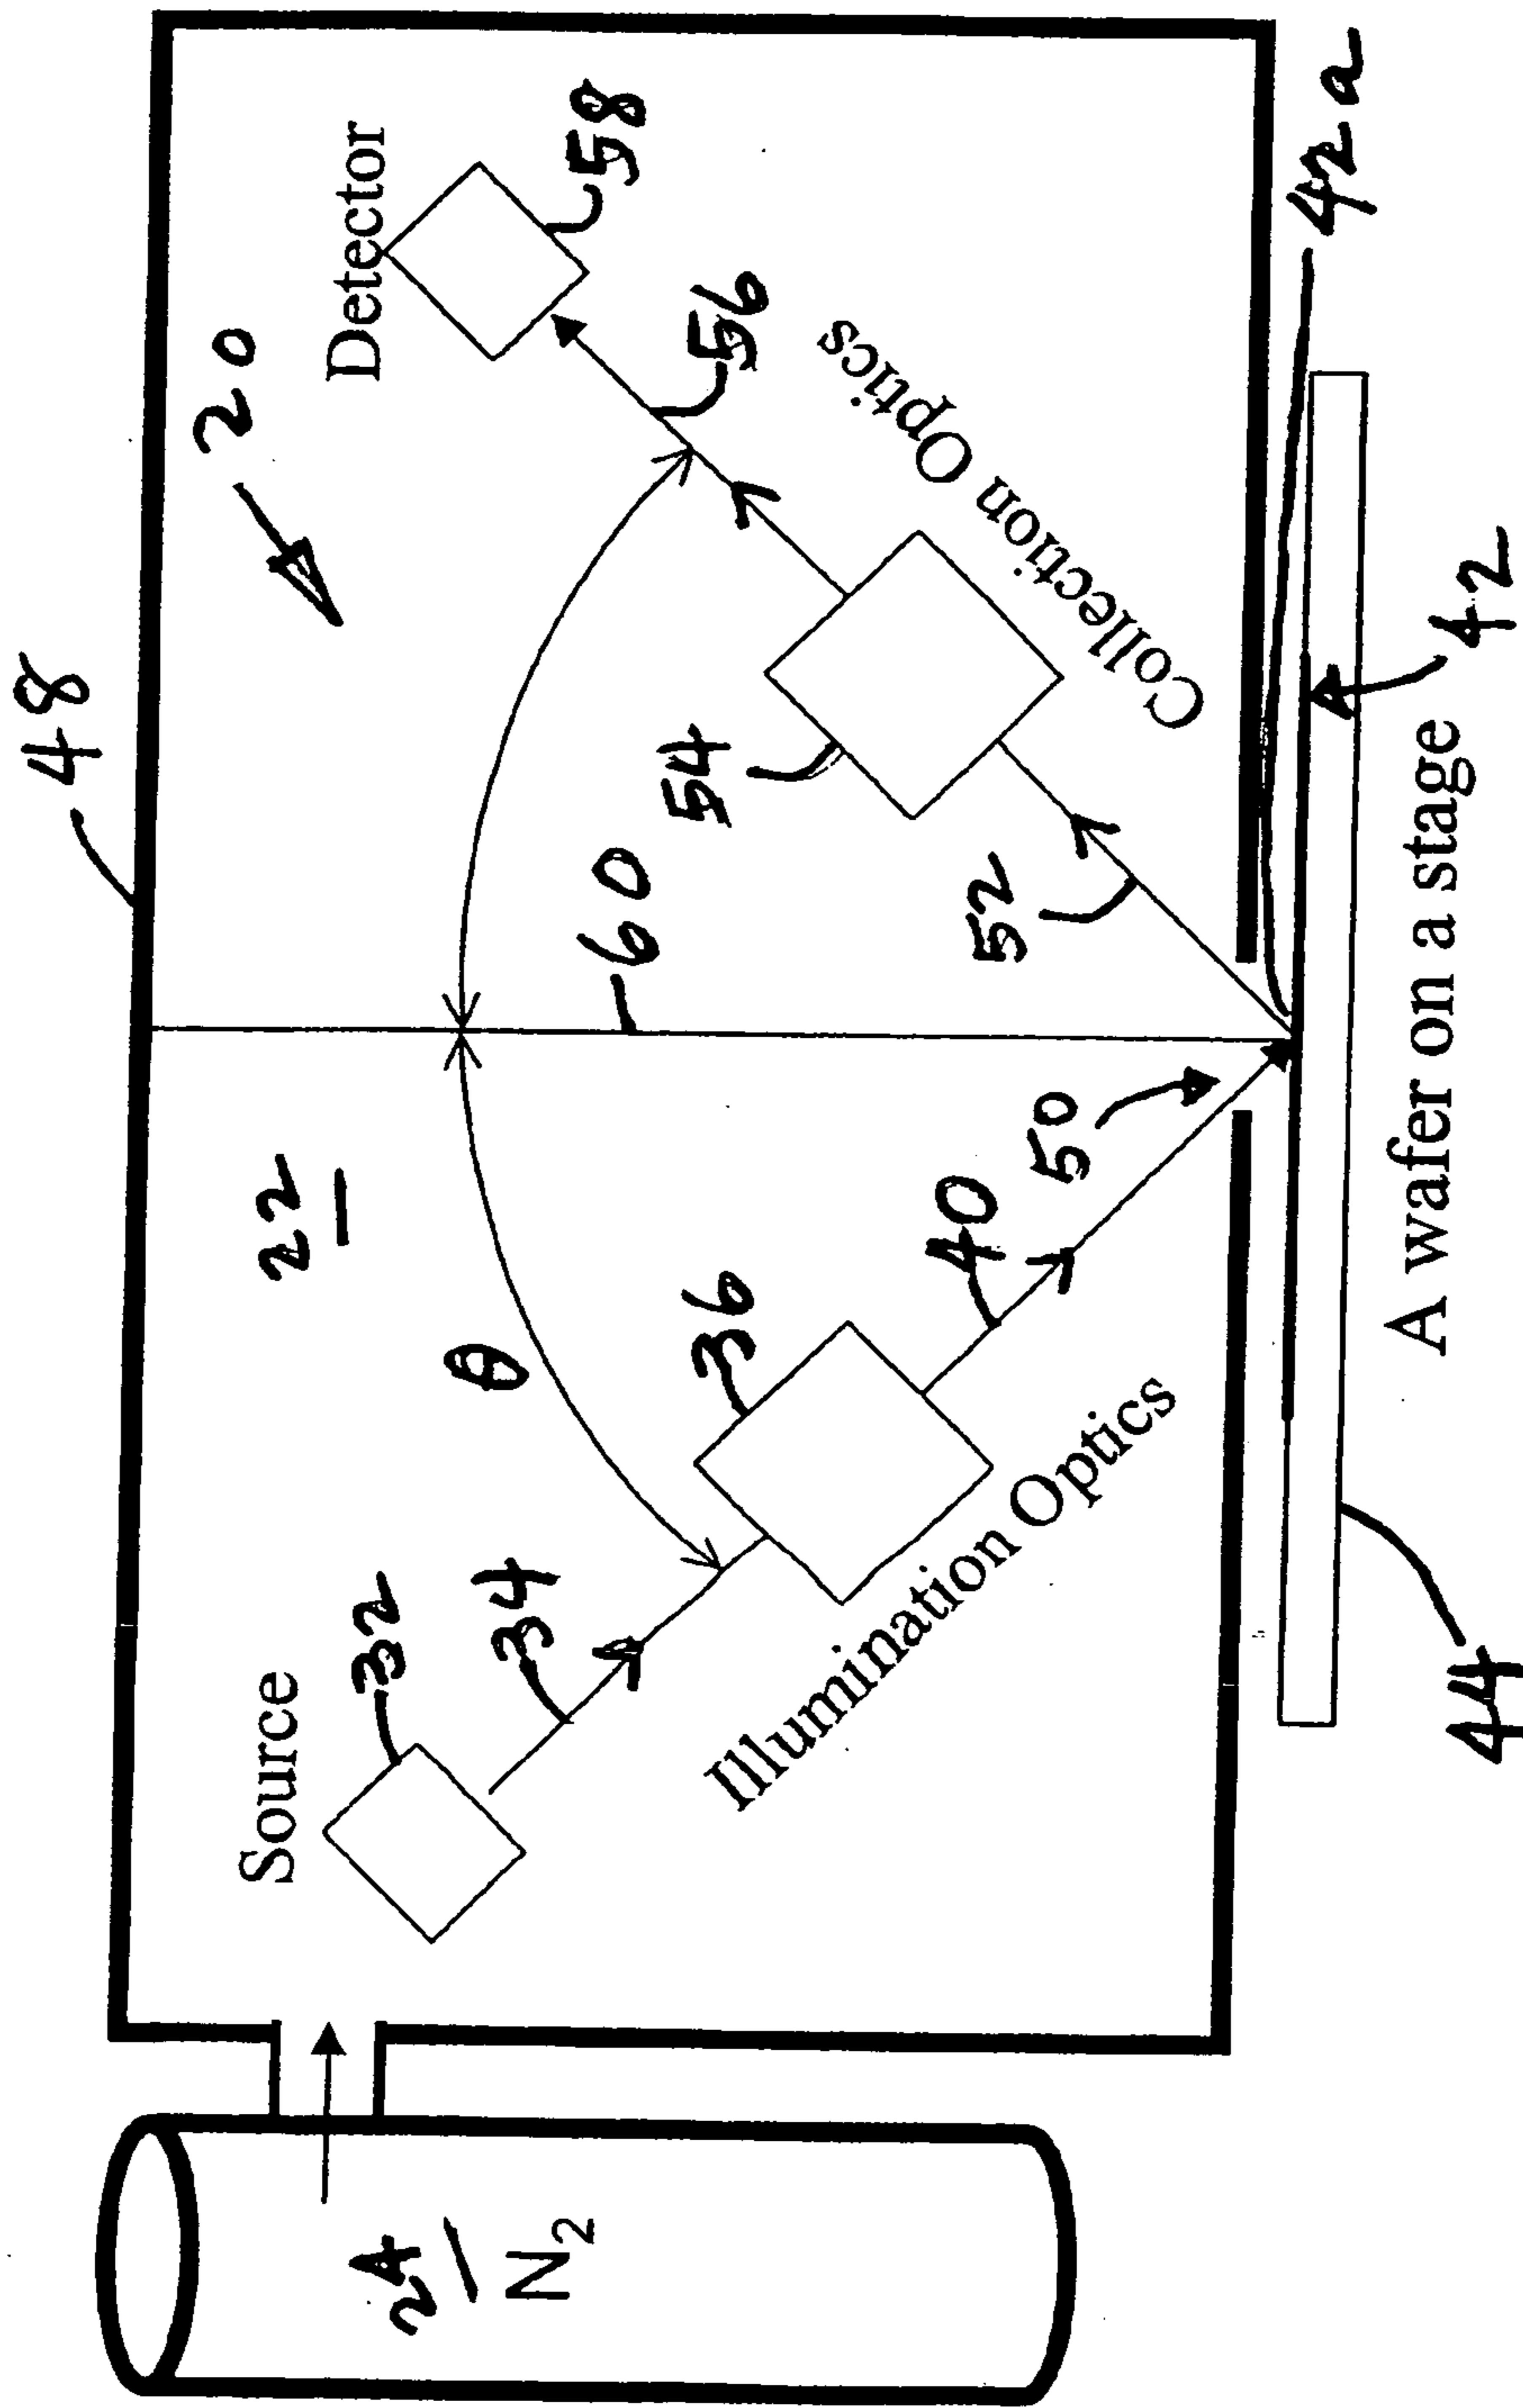 48
20
22
Source
Detector
32
58
θ
34
56
24
N₂
60
54
36
Illumination Optics
Collection Optics
40
52
50
42a
42
44
A wafer on a stage